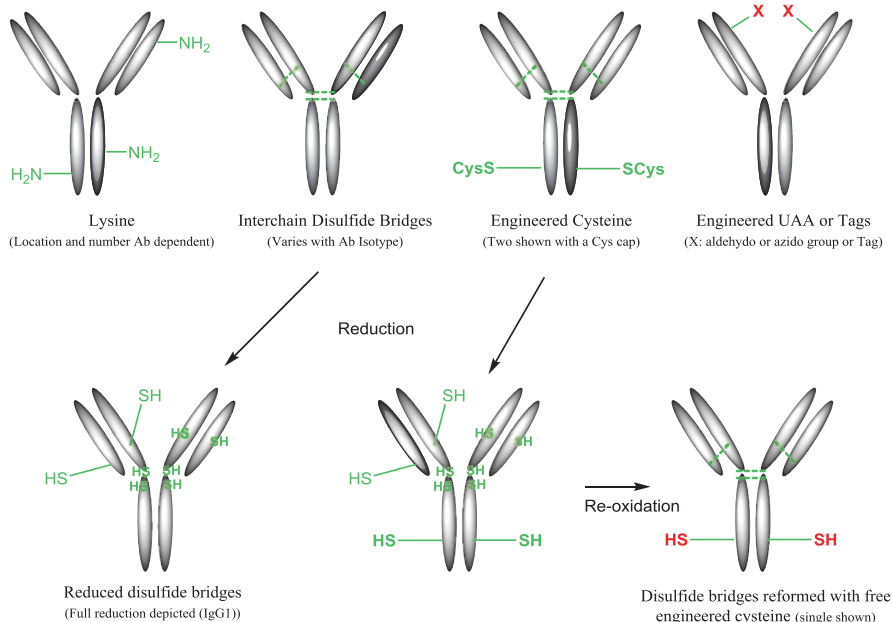 X X
NH2
NH2
H2N
CysS
SCys
Lysine
(Location and number Ab dependent)
Interchain Disulfide Bridges
(Varies with Ab Isotype)
Engineered Cysteine
(Two shown with a Cys cap)
Engineered UAA or Tags
(X: aldehydo or azido group or Tag)
Reduction
SH
HS
HS
SH
HS
SH
HS
SH
SH
HS
HS
SH
HS
SH
HS
SH
HS
SH
Re-oxidation
HS
SH
Reduced disulfide bridges
(Full reduction depicted (IgG1))
Disulfide bridges reformed with free
engineered cysteine (single shown)